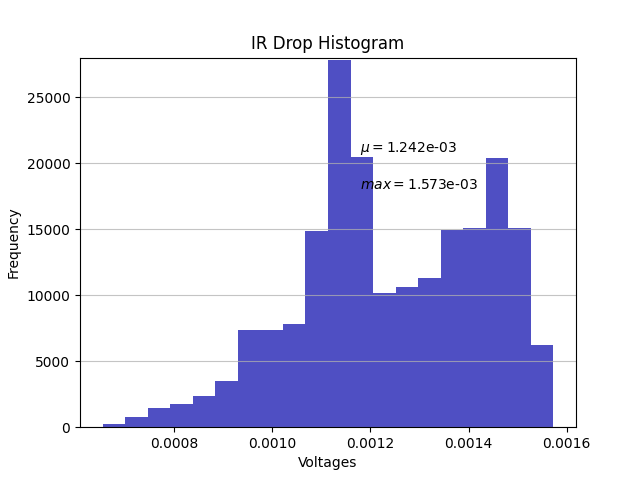 IR Drop Histogram
25000
20000
15000
10000
5000
0
Frequency
μ = 1.242e-03
max = 1.573e-03
0.0008 0.0010 0.0012 0.0014 0.0016
Voltages